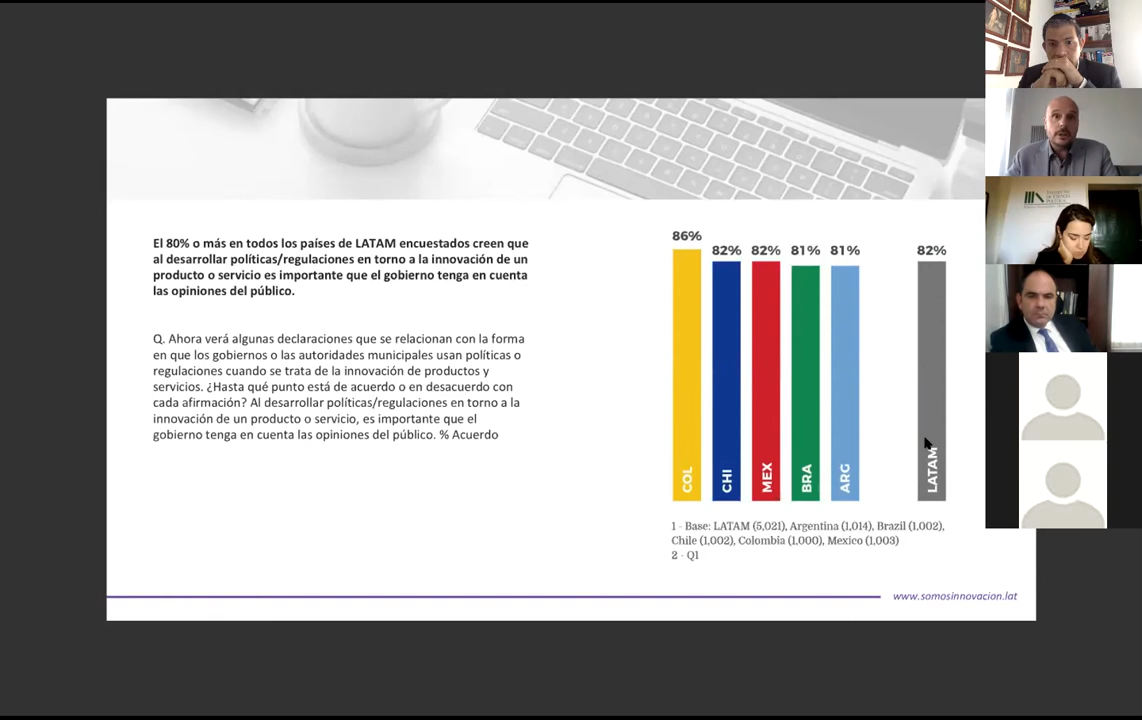 El 80% o más en todos los países de LATAM encuestados creen que
al desarrollar políticas/regulaciones en torno a la innovación de un
producto o servicio es importante que el gobierno tenga en cuenta
las opiniones del público.
Q. Ahora verá algunas declaraciones que se relacionan con la forma
en que los gobiernos o las autoridades municipales usan políticas o
regulaciones cuando se trata de la innovación de productos y
servicios. ¿Hasta qué punto está de acuerdo o en desacuerdo con
cada afirmación? Al desarrollar políticas/regulaciones en torno a la
innovación de un producto o servicio, es importante que el
gobierno tenga en cuenta las opiniones del público. % Acuerdo
86%
82%
82%
81%
81%
82%
COL
CHI
MEX
BRA
ARG
LATAM
1 - Base: LATAM (5,021), Argentina (1,014), Brazil (1,002),
Chile (1,002), Colombia (1,000), Mexico (1,003)
2 - Q1
www.somosinnovacion.lat